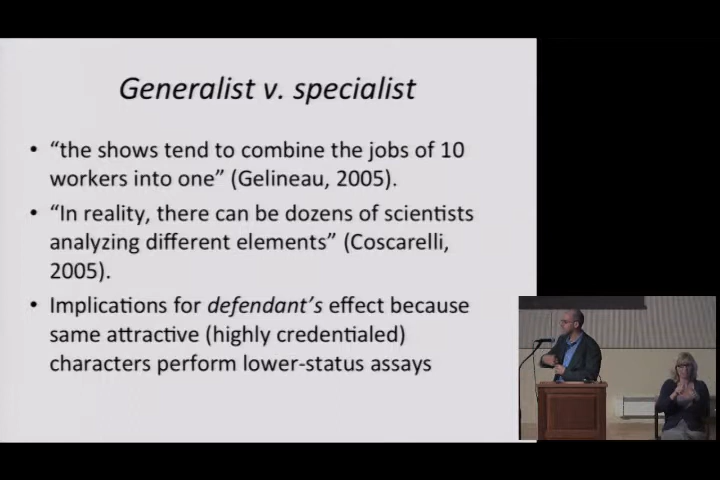 Generalist v. specialist
• “the shows tend to combine the jobs of 10
workers into one” (Gelineau, 2005).
• “In reality, there can be dozens of scientists
analyzing different elements” (Coscarelli,
2005).
• Implications for defendant’s effect because
same attractive (highly credentialed)
characters perform lower-status assays